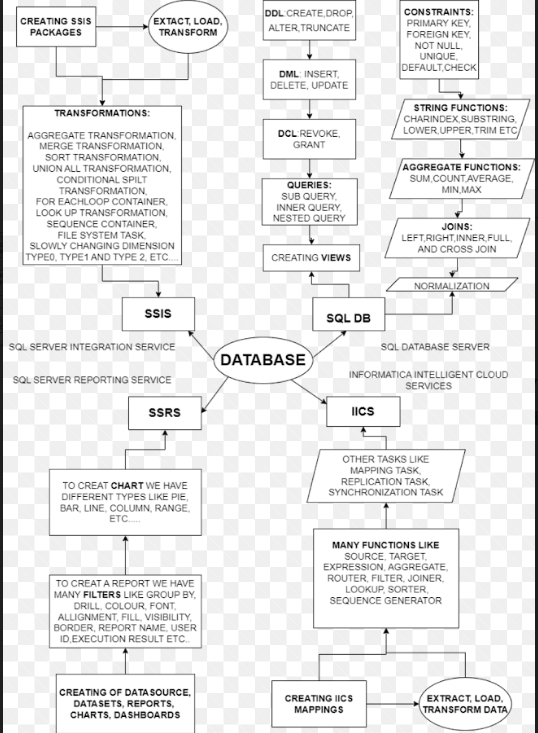 CREATING SSIS
PACKAGES
EXTRACT, LOAD,
TRANSFORM
TRANSFORMATIONS:
AGGREGATE TRANSFORMATION,
MERGE TRANSFORMATION,
SORT TRANSFORMATION,
UNION ALL TRANSFORMATION,
CONDITIONAL SPILT
TRANSFORMATION,
FOR EACHLOOP CONTAINER,
LOOK UP TRANSFORMATION,
SEQUENCE CONTAINER,
FILE SYSTEM TASK,
SLOWLY CHANGING DIMENSION
TYPE0, TYPE1 AND TYPE 2, ETC....
SSIS
SQL SERVER INTEGRATION SERVICE
DDL:CREATE,DROP,
ALTER,TRUNCATE
DML: INSERT,
DELETE, UPDATE
DCL:REVOKE,
GRANT
QUERIES:
SUB QUERY,
INNER QUERY,
NESTED QUERY
CREATING VIEWS
CONSTRAINTS:
PRIMARY KEY,
FOREIGN KEY,
NOT NULL,
UNIQUE,
DEFAULT,CHECK
STRING FUNCTIONS:
CHARINDEX,SUBSTRING,
LOWER,UPPER,TRIM ETC
AGGREGATE FUNCTIONS:
SUM,COUNT,AVERAGE,
MIN,MAX
JOINS:
LEFT,RIGHT,INNER,FULL,
AND CROSS JOIN
NORMALIZATION
SQL DB
SQL DATABASE SERVER
DATABASE
SQL SERVER REPORTING SERVICE
SSRS
TO CREAT CHART WE HAVE
DIFFERENT TYPES LIKE PIE,
BAR, LINE, COLUMN, RANGE,
ETC.....
TO CREAT A REPORT WE HAVE
MANY FILTERS LIKE GROUP BY,
DRILL, COLOUR, FONT,
ALLIGNMENT, FILL, VISIBILITY,
BORDER, REPORT NAME, USER
ID,EXECUTION RESULT ETC..
CREATING OF DATASOURCE,
DATASETS, REPORTS,
CHARTS, DASHBOARDS
INFORMATICA INTELLIGENT CLOUD
SERVICES
IICS
OTHER TASKS LIKE
MAPPING TASK,
REPLICATION TASK,
SYNCHRONIZATION TASK
MANY FUNCTIONS LIKE
SOURCE, TARGET,
EXPRESSION, AGGREGATE,
ROUTER, FILTER, JOINER,
LOOKUP, SORTER,
SEQUENCE GENERATOR
CREATING IICS
MAPPINGS
EXTRACT, LOAD,
TRANSFORM DATA